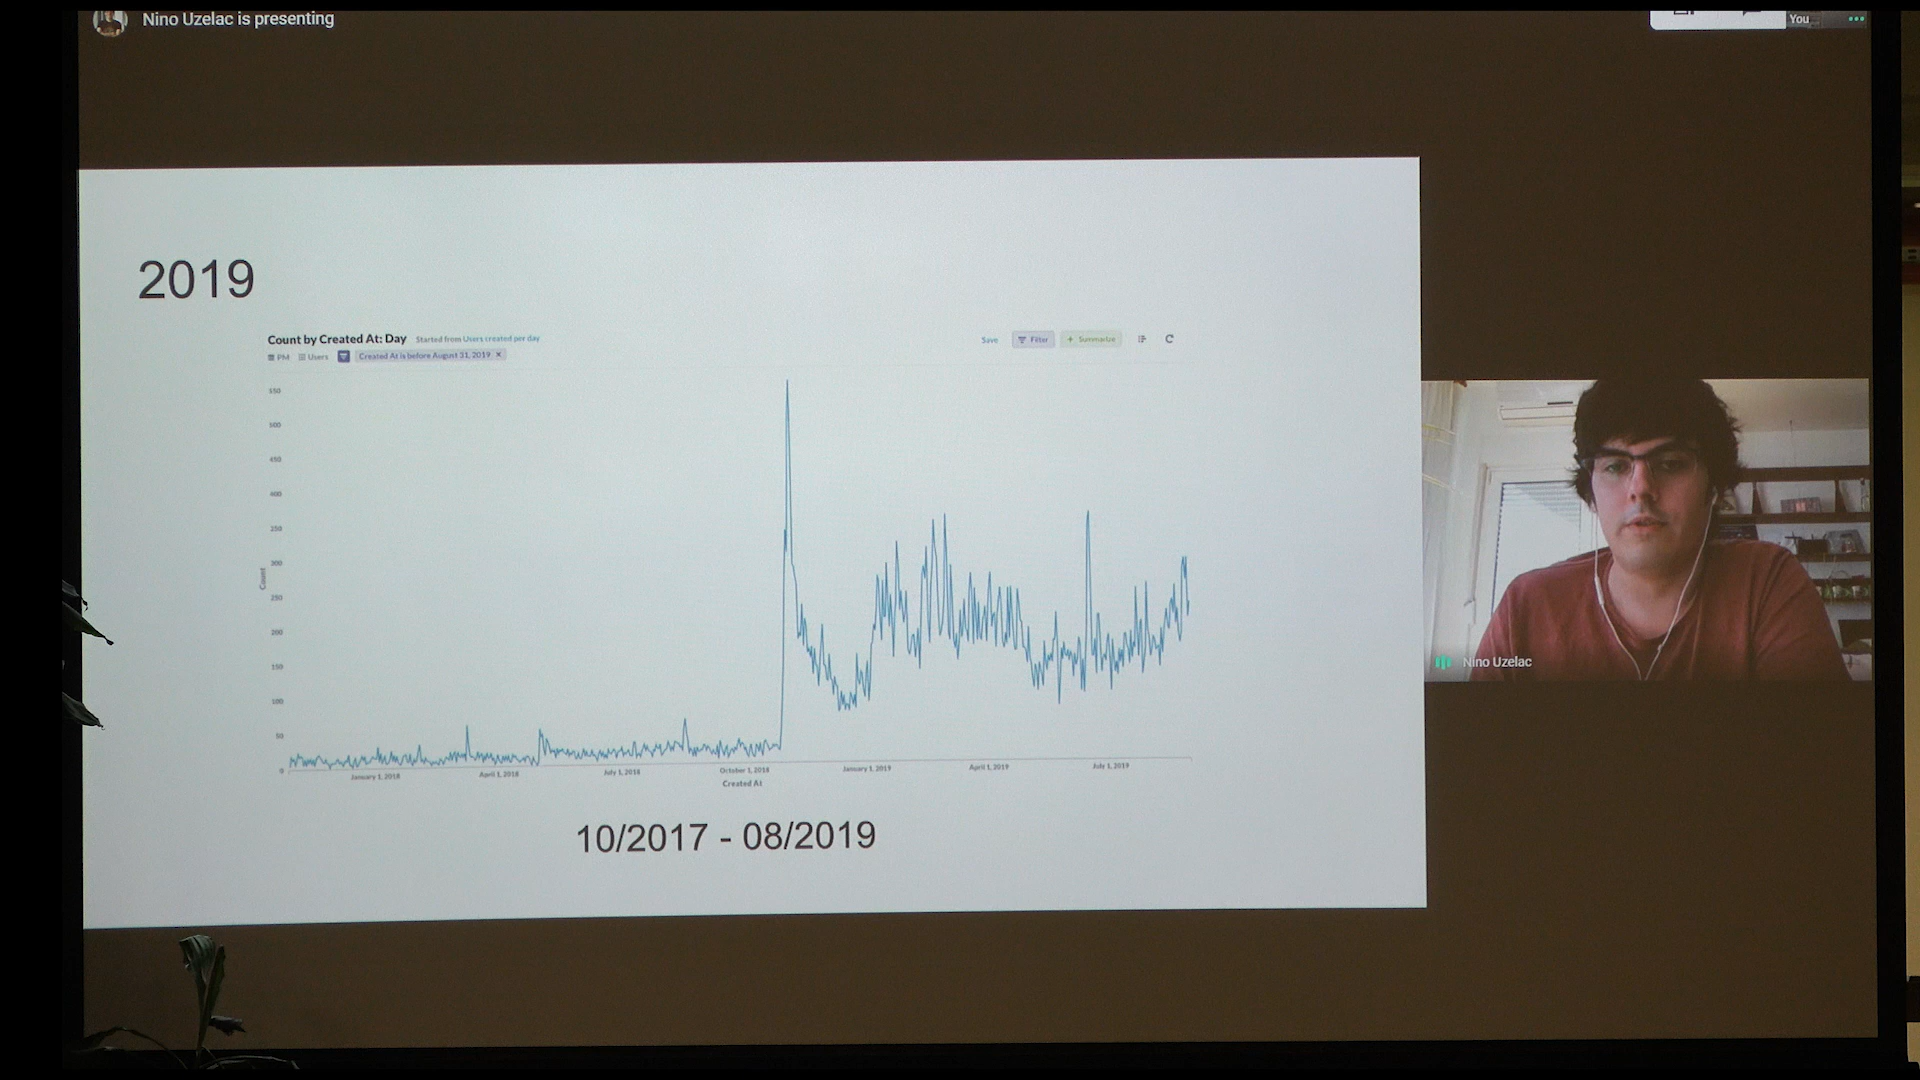 Nino Uzelac is presenting
You
2019
Count by Created At: Day Started from Users created per day
PM Users Created At is before August 31, 2019 ×
Save Filter + Summarize
550
500
450
400
350
300
250
200
150
100
50
0
Count
January 1, 2018 April 1, 2018 July 1, 2018 October 1, 2018 January 1, 2019 April 1, 2019 July 1, 2019
Created At
10/2017 - 08/2019
Nino Uzelac